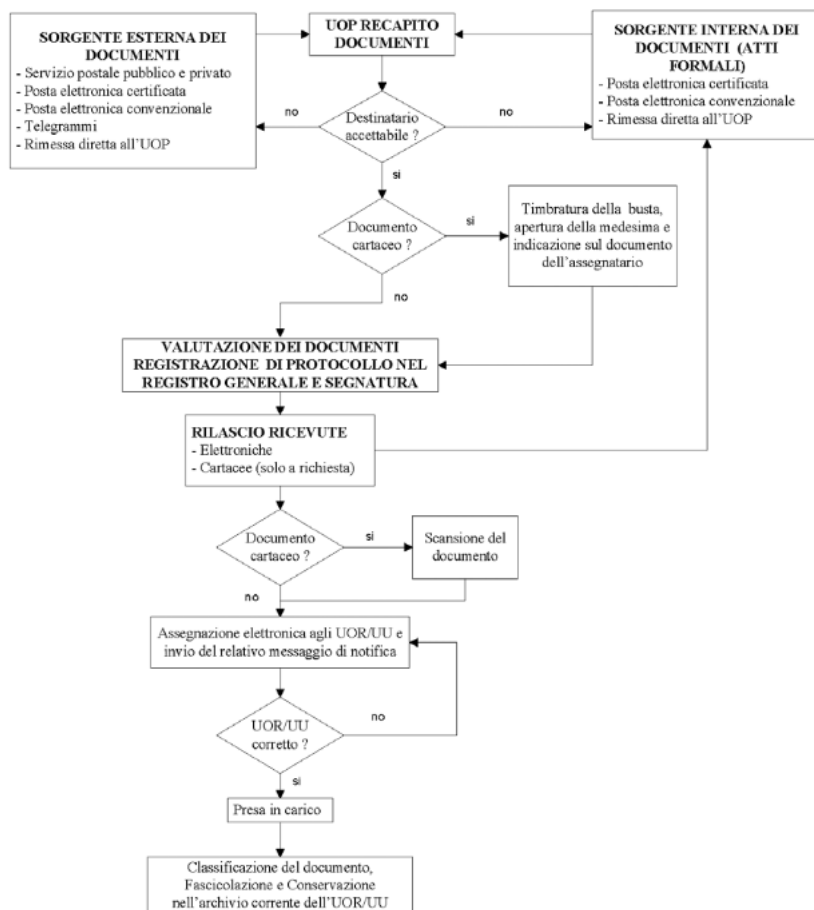 SORGENTE ESTERNA DEI
DOCUMENTI
- Servizio postale pubblico e privato
- Posta elettronica certificata
- Posta elettronica convenzionale
- Telegrammi
- Rimessa diretta all'UOP
UOP RECAPITO
DOCUMENTI
SORGENTE INTERNA DEI
DOCUMENTI (ATTI
FORMALI)
- Posta elettronica certificata
- Posta elettronica convenzionale
- Rimessa diretta all'UOP
no
Destinatario
accettabile ?
no
si
Documento
cartaceo ?
si
Timbratura della busta,
apertura della medesima e
indicazione sul documento
dell'assegnatario
no
VALUTAZIONE DEI DOCUMENTI
REGISTRAZIONE DI PROTOCOLLO NEL
REGISTRO GENERALE E SEGNATURA
RILASCIO RICEVUTE
- Elettroniche
- Cartacee (solo a richiesta)
Documento
cartaceo ?
si
Scansione del
documento
no
Assegnazione elettronica agli UOR/UU e
invio del relativo messaggio di notifica
UOR/UU
corretto ?
no
si
Presa in carico
Classificazione del documento,
Fascicolazione e Conservazione
nell'archivio corrente dell'UOR/UU